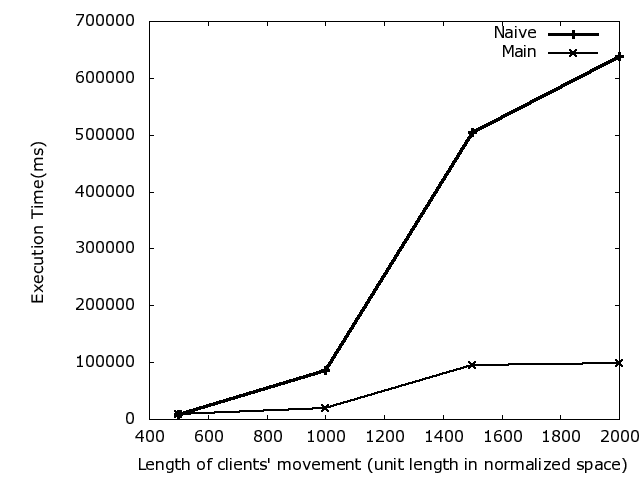 700000
600000
500000
400000
300000
200000
100000
0
Execution Time(ms)
Naive
Main
400 600 800 1000 1200 1400 1600 1800 2000
Length of clients' movement (unit length in normalized space)